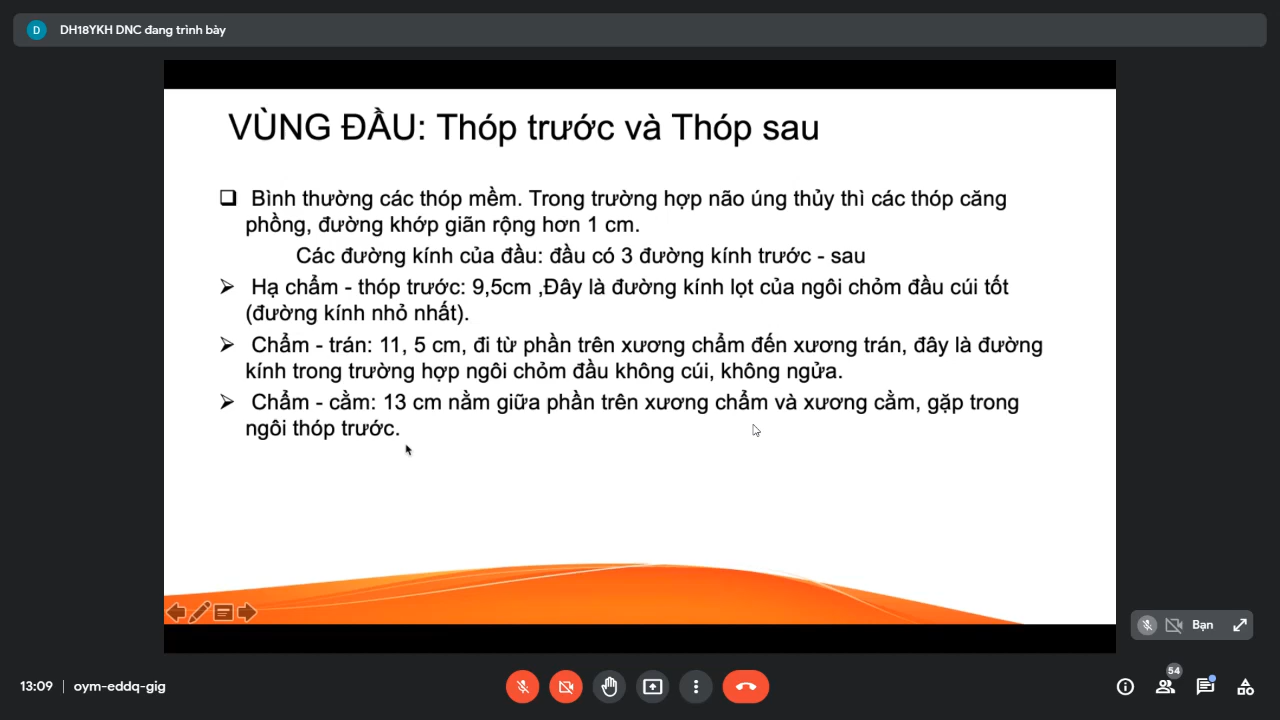 D DH18YKH DNC đang trình bày
VÙNG ĐẦU: Thóp trước và Thóp sau
❑ Bình thường các thóp mềm. Trong trường hợp não úng thủy thì các thóp căng
phồng, đường khớp giãn rộng hơn 1 cm.
Các đường kính của đầu: đầu có 3 đường kính trước - sau
➢ Hạ chẩm - thóp trước: 9,5cm ,Đây là đường kính lọt của ngôi chỏm đầu cúi tốt
(đường kính nhỏ nhất).
➢ Chẩm - trán: 11, 5 cm, đi từ phần trên xương chẩm đến xương trán, đây là đường
kính trong trường hợp ngôi chỏm đầu không cúi, không ngửa.
➢ Chẩm - cằm: 13 cm nằm giữa phần trên xương chẩm và xương cằm, gặp trong
ngôi thóp trước.
Bạn
13:09 | oym-eddq-gig
54